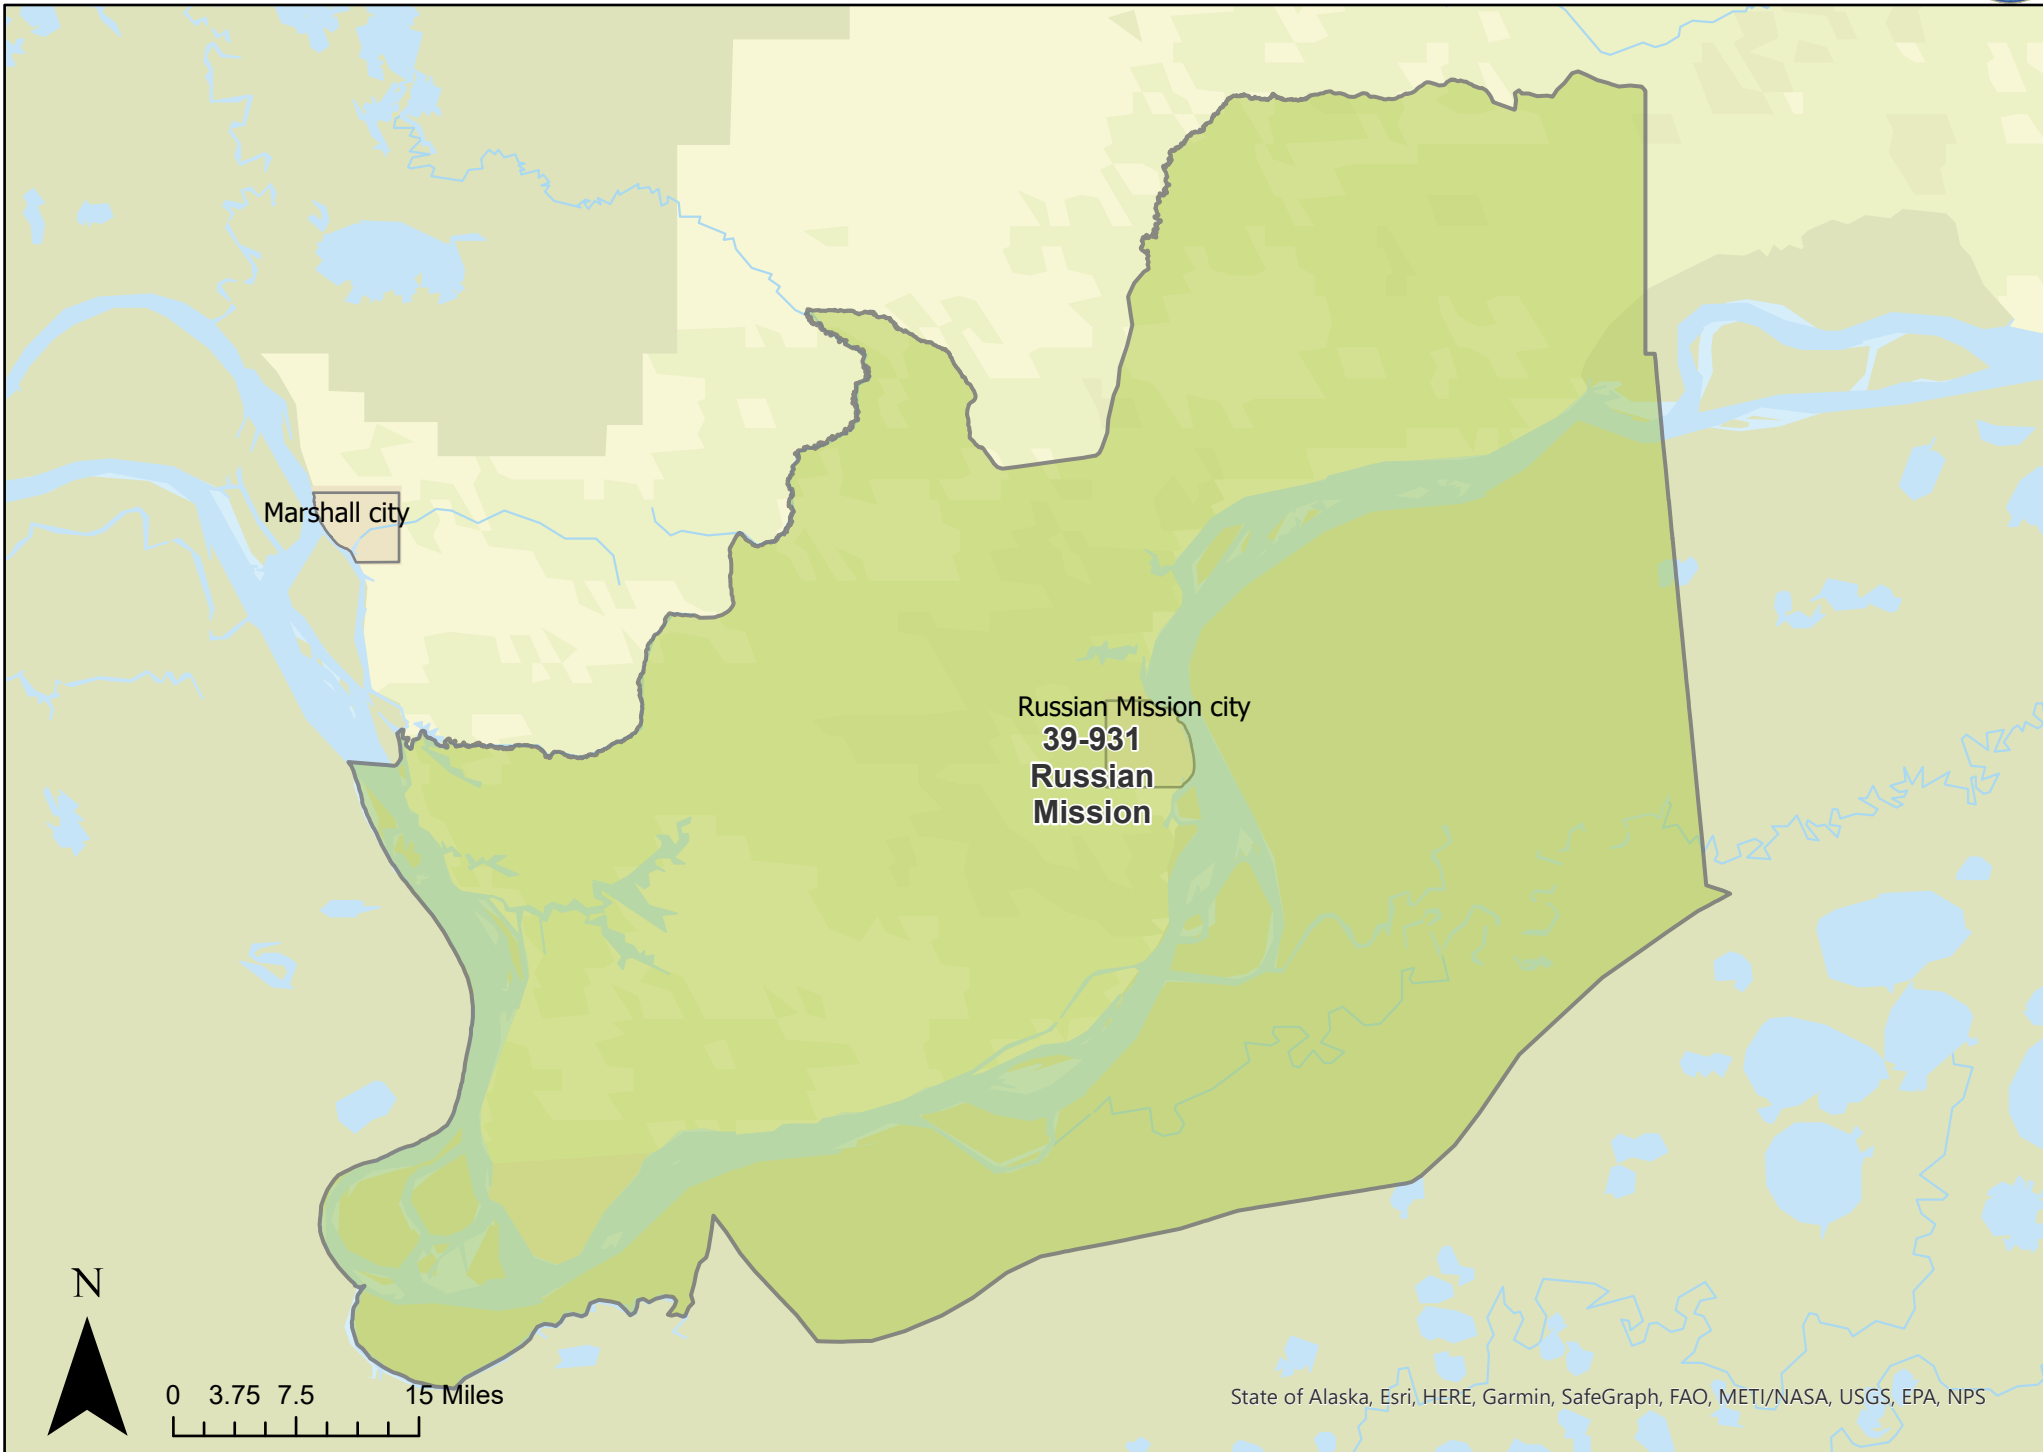 Marshall city
Russian Mission city
39-931
Russian
Mission
N
0 3.75 7.5 15 Miles
State of Alaska, Esri, HERE, Garmin, SafeGraph, FAO, METI/NASA, USGS, EPA, NPS